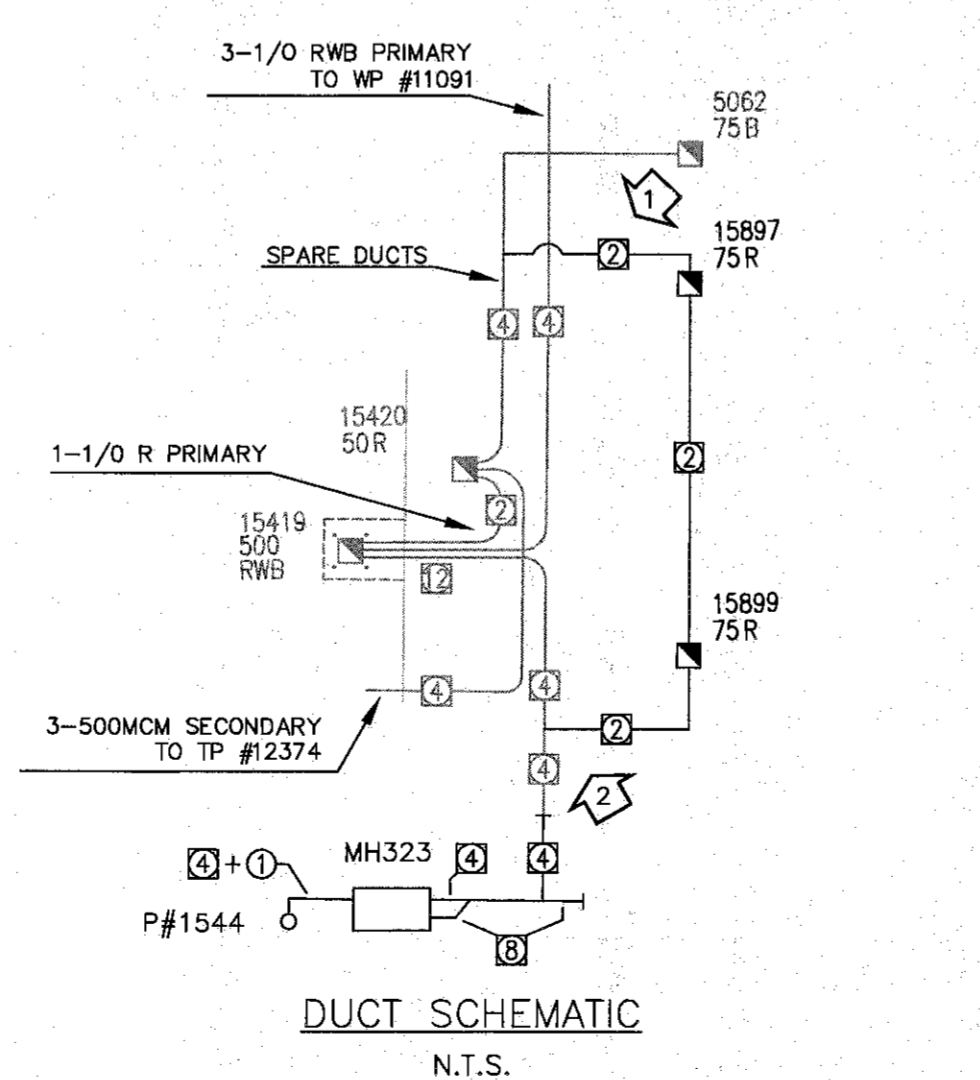 3-1/0 RWB PRIMARY
TO WP #11091
5062
75B
1
15897
75R
SPARE DUCTS
2
4
4
15420
50R
1-1/0 R PRIMARY
2
2
15419
500
RWB
12
15899
75R
4
4
3-500MCM SECONDARY
TO TP #12374
2
4
2
MH323
4
4
4+1
P#1544
8
DUCT SCHEMATIC
N.T.S.